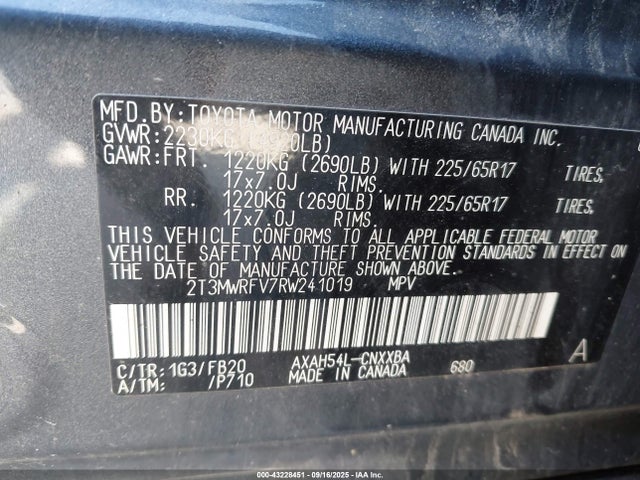 MFD. BY: TOYOTA MOTOR MANUFACTURING CANADA INC.
GVWR: 2230KG 920LB)
GAWR: FRT. 1220KG (2690LB) WITH 225/65R17 TIRES,
17x7.0J RIMS.
RR. 1220KG (2690LB) WITH 225/65R17 TIRES,
17x7.0J RIMS.
THIS VEHICLE CONFORMS TO ALL APPLICABLE FEDERAL MOTOR
VEHICLE SAFETY AND THEFT PREVENTION STANDARDS IN EFFECT ON
THE DATE OF MANUFACTURE SHOWN ABOVE.
2T3MWRFV7RW241019 MPV
C/TR: 1G3/FB20 AXAH54L-CNXXBA 680 A
A/TM: /P710 MADE IN CANADA
000-43228451 - 09/16/2025 - IAA Inc.